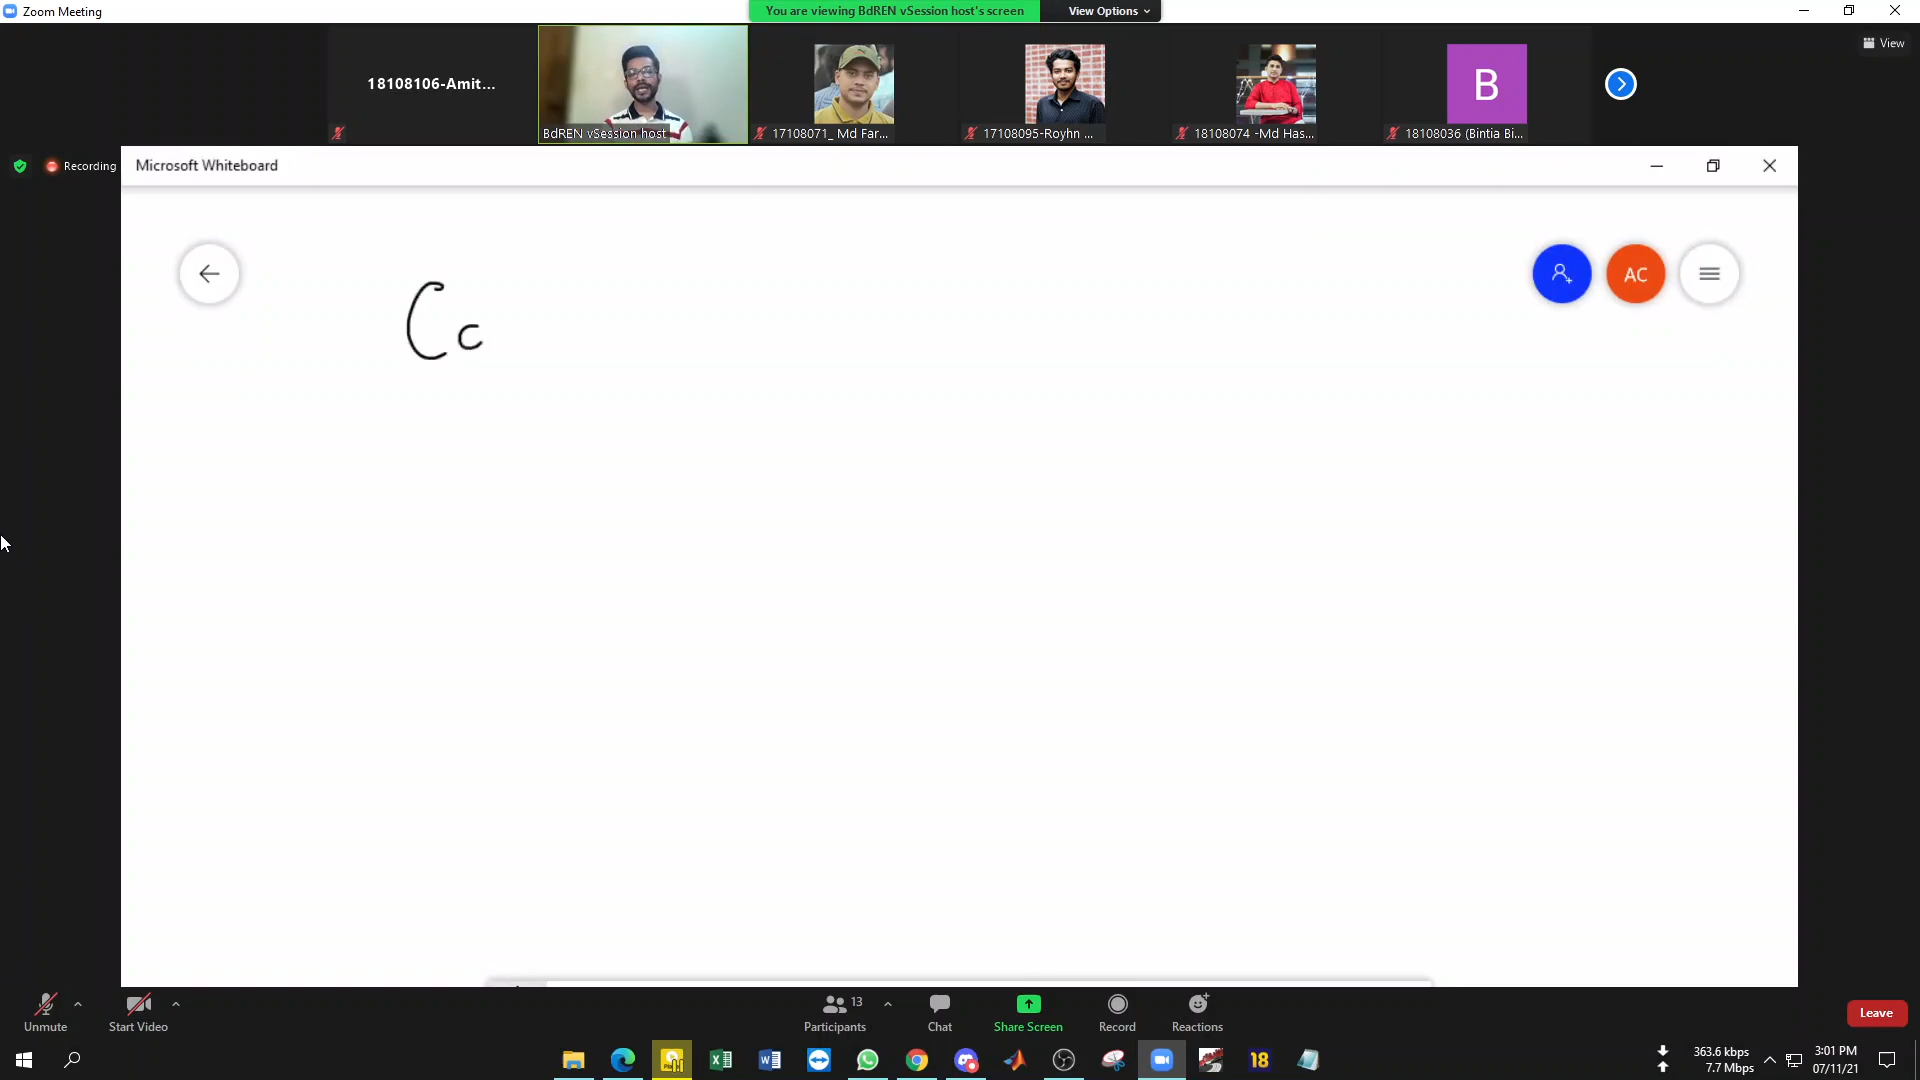 Zoom Meeting
You are viewing BdREN vSession host's screen
View Options
18108106-Amit...
BdREN vSession host
17108071_ Md Far...
17108095-Royhn ...
18108074 -Md Has...
B
18108036 (Bintia Bi...
View
Recording
Microsoft Whiteboard
AC
Cc
Unmute
Start Video
Participants
13
Chat
Share Screen
Record
Reactions
Leave
18
363.6 kbps
7.7 Mbps
3:01 PM
07/11/21